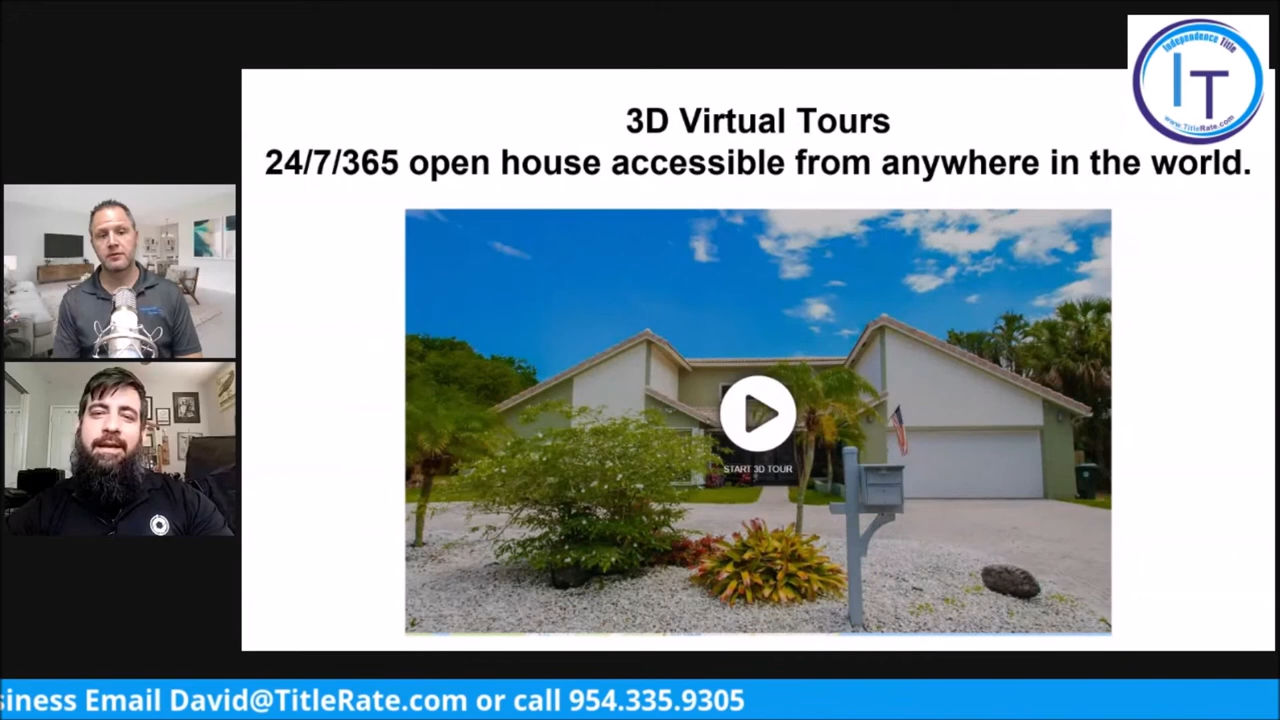 Independence Title
IT
www.TitleRate.com
3D Virtual Tours
24/7/365 open house accessible from anywhere in the world.
START 3D TOUR
siness Email David@TitleRate.com or call 954.335.9305